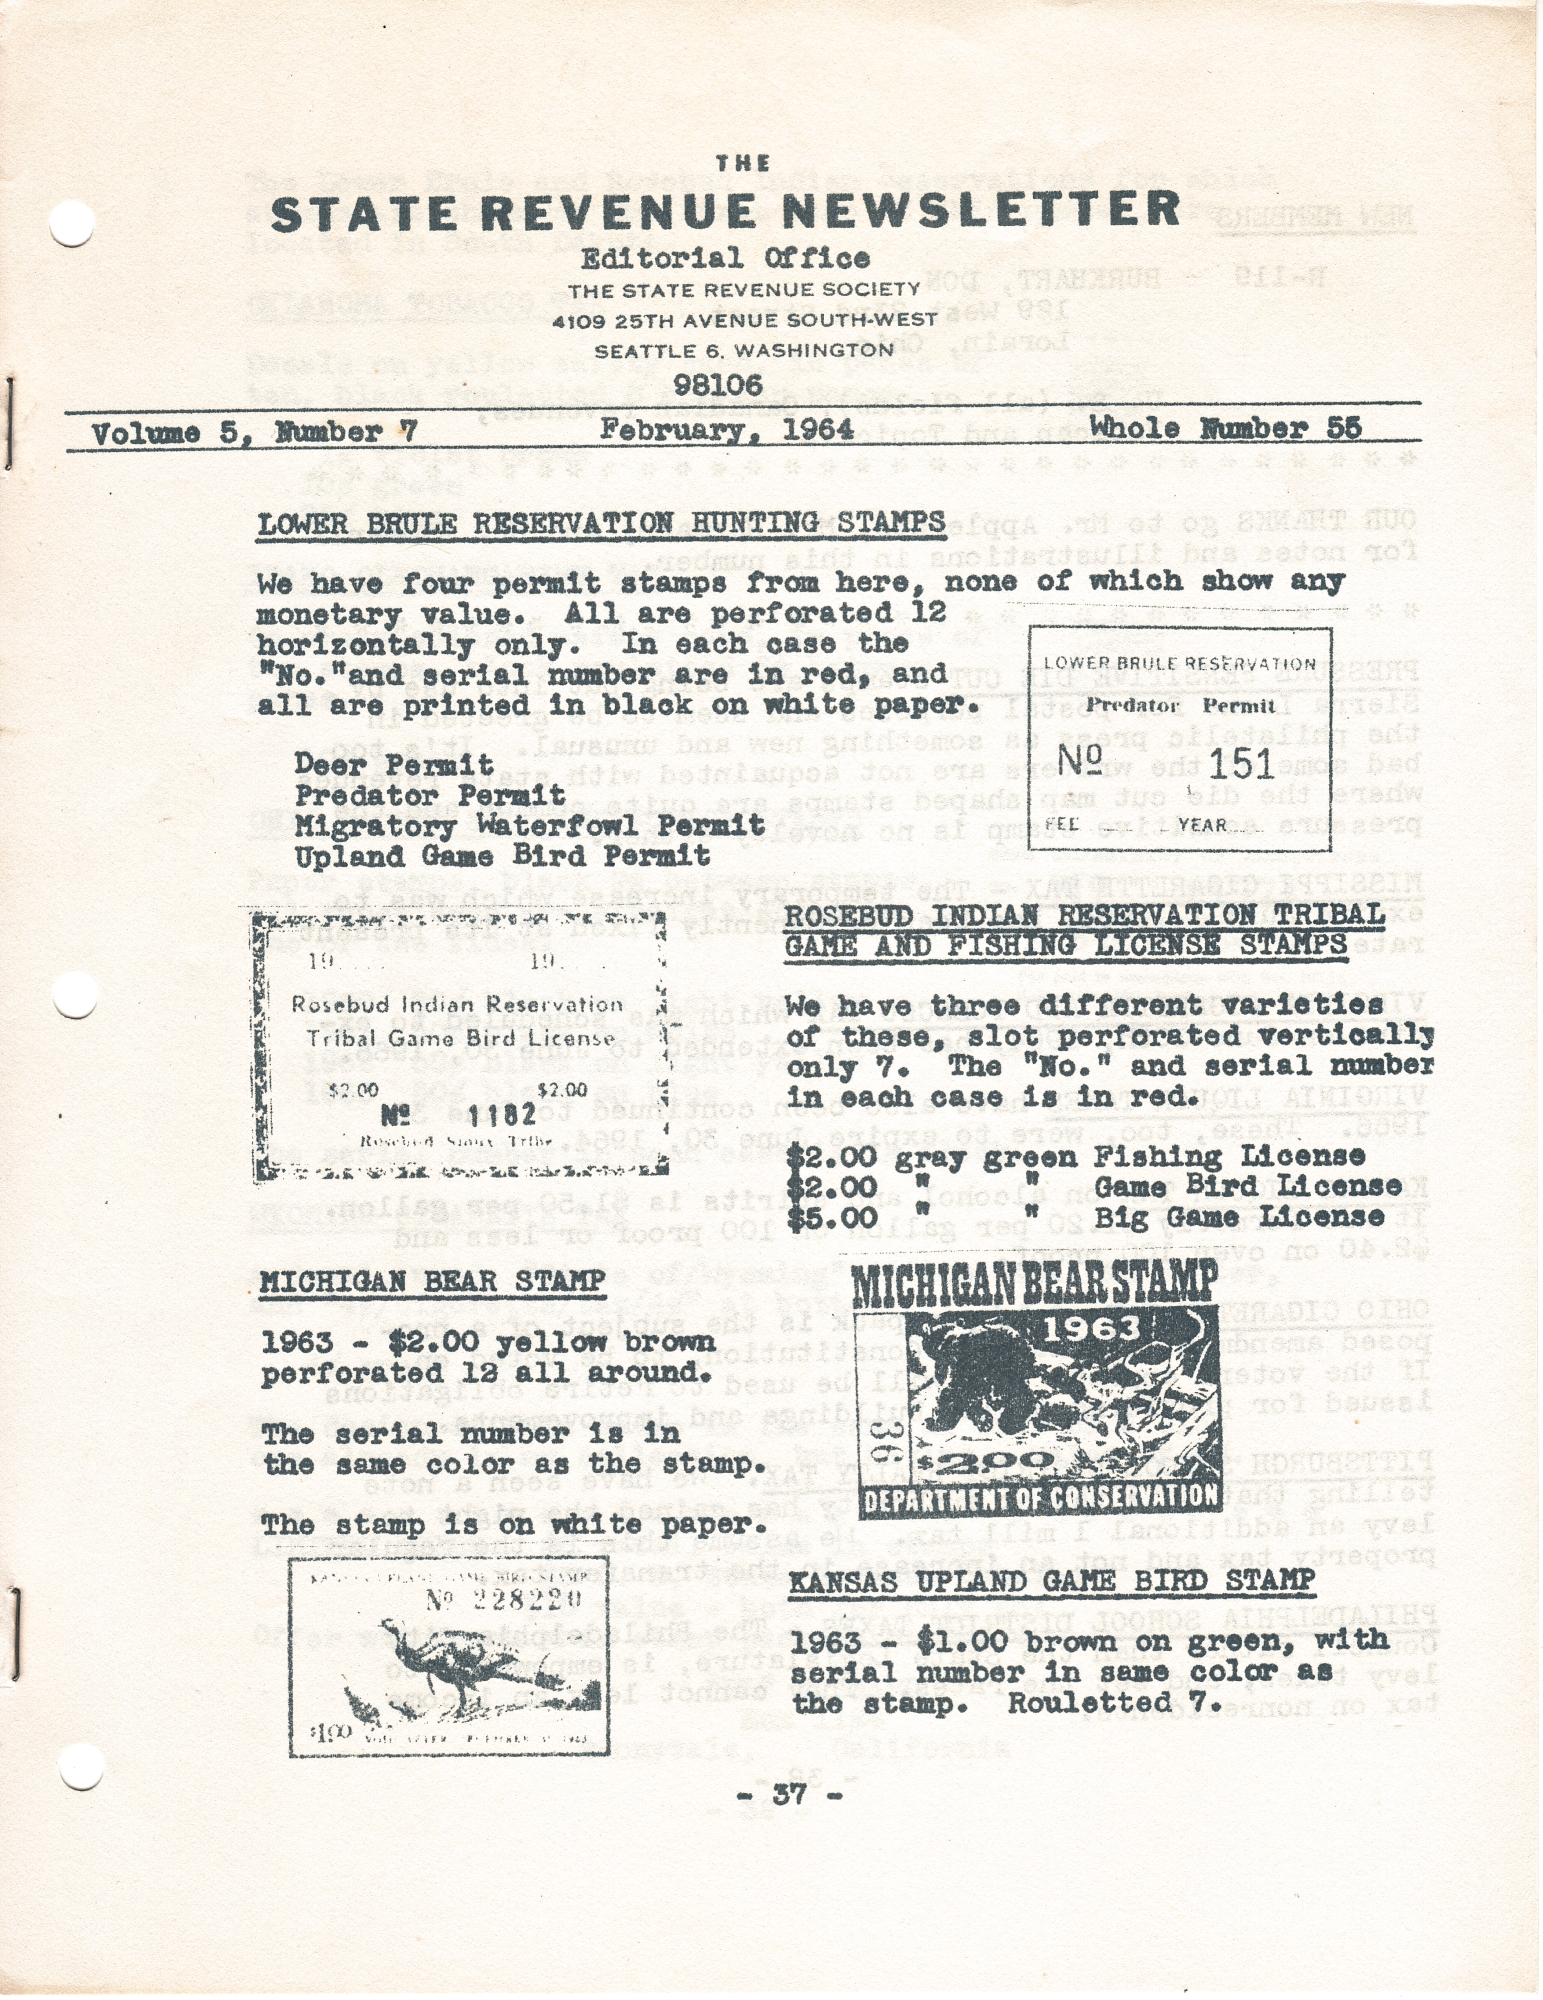 THE
STATE REVENUE NEWSLETTER
Editorial Office
THE STATE REVENUE SOCIETY
4109 25TH AVENUE SOUTH-WEST
SEATTLE 6, WASHINGTON
98106
Volume 5, Number 7 February, 1964 Whole Number 55
LOWER BRULE RESERVATION HUNTING STAMPS
We have four permit stamps from here, none of which show any
monetary value. All are perforated 12
horizontally only. In each case the
"No."and serial number are in red, and
all are printed in black on white paper.
Deer Permit
Predator Permit
Migratory Waterfowl Permit
Upland Game Bird Permit
LOWER BRULE RESERVATION
Predator Permit
No 151
FEE YEAR
19..... 19.....
Rosebud Indian Reservation
Tribal Game Bird License
$2.00 $2.00
No 1182
Rosebud Sioux Tribe
ROSEBUD INDIAN RESERVATION TRIBAL
GAME AND FISHING LICENSE STAMPS
We have three different varieties
of these, slot perforated vertically
only 7. The "No." and serial number
in each case is in red.
$2.00 gray green Fishing License
$2.00 " " Game Bird License
$5.00 " " Big Game License
MICHIGAN BEAR STAMP
1963 - $2.00 yellow brown
perforated 12 all around.
The serial number is in
the same color as the stamp.
The stamp is on white paper.
MICHIGAN BEAR STAMP
1963
36
$2.00
DEPARTMENT OF CONSERVATION
No 228220
$1.00
KANSAS UPLAND GAME BIRD STAMP
1963 - $1.00 brown on green, with
serial number in same color as
the stamp. Rouletted 7.
- 37 -